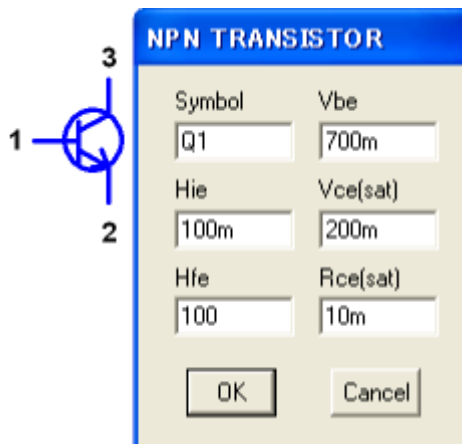 NPN TRANSISTOR
3
1
2
Symbol Vbe
Q1 700m
Hie Vce(sat)
100m 200m
Hfe Rce(sat)
100 10m
OK Cancel